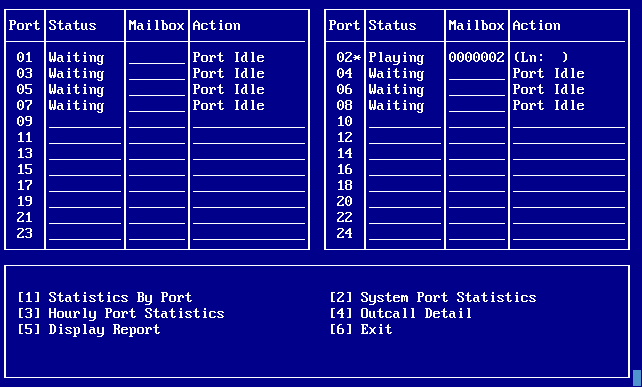 Port Status Mailbox Action Port Status Mailbox Action
01 Waiting _______ Port Idle 02* Playing 0000002 (Ln:  )
03 Waiting _______ Port Idle 04 Waiting _______ Port Idle
05 Waiting _______ Port Idle 06 Waiting _______ Port Idle
07 Waiting _______ Port Idle 08 Waiting _______ Port Idle
09 10
11 12
13 14
15 16
17 18
19 20
21 22
23 24
[1] Statistics By Port [2] System Port Statistics
[3] Hourly Port Statistics [4] Outcall Detail
[5] Display Report [6] Exit